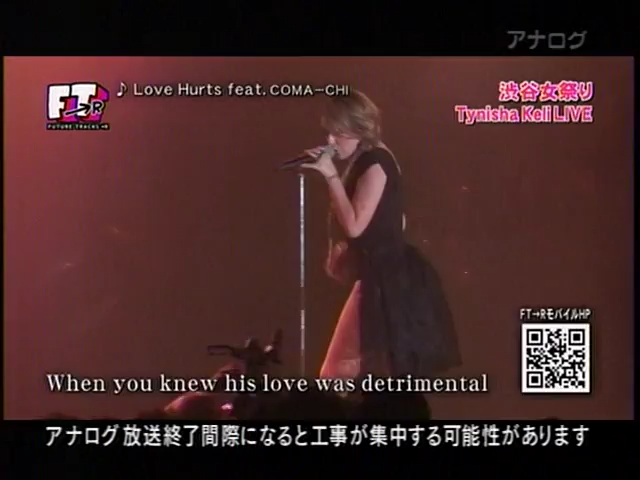 アナログ
FT→R
FUTURE TRACKS→R
♪ Love Hurts feat. COMA-CHI
渋谷女祭り
Tynisha Keli LIVE
FT→RモバイルHP
When you knew his love was detrimental
アナログ放送終了間際になると工事が集中する可能性があります